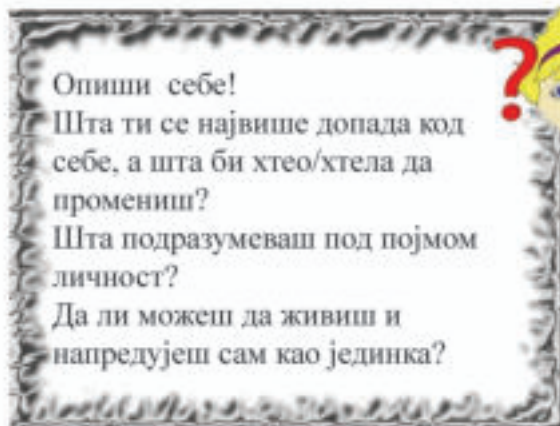 Опиши себе!
Шта ти се највише допада код
себе, а шта би хтео/хтела да
промениш?
Шта подразумеваш под појмом
личност?
Да ли можеш да живиш и
напредујеш сам као јединка?
?